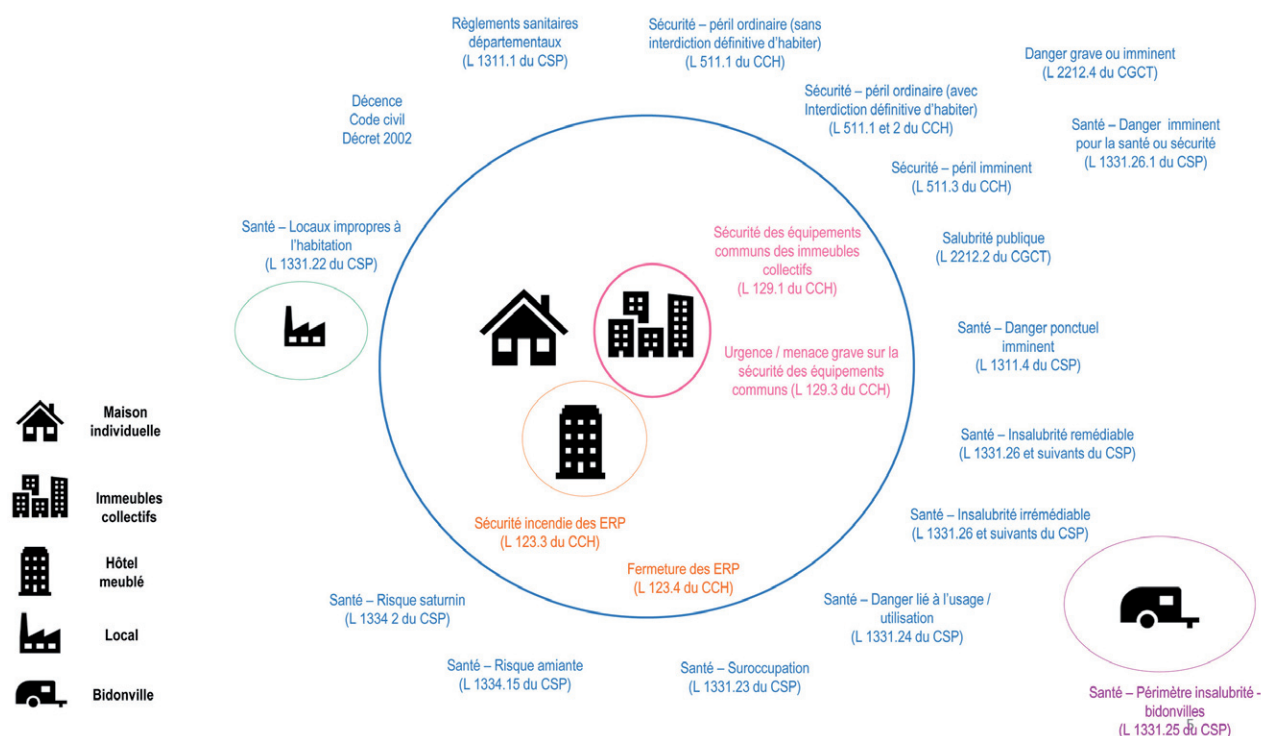 Règlements sanitaires
départementaux
(L 1311.1 du CSP)
Sécurité – péril ordinaire (sans
interdiction définitive d'habiter)
(L 511.1 du CCH)
Danger grave ou imminent
(L 2212.4 du CGCT)
Décence
Code civil
Décret 2002
Sécurité – péril ordinaire (avec
Interdiction définitive d'habiter)
(L 511.1 et 2 du CCH)
Santé – Danger imminent
pour la santé ou sécurité
(L 1331.26.1 du CSP)
Sécurité – péril imminent
(L 511.3 du CCH)
Santé – Locaux impropres à
l'habitation
(L 1331.22 du CSP)
Sécurité des équipements
communs des immeubles
collectifs
(L 129.1 du CCH)
Salubrité publique
(L 2212.2 du CGCT)
Urgence / menace grave sur la
sécurité des équipements
communs (L 129.3 du CCH)
Santé – Danger ponctuel
imminent
(L 1311.4 du CSP)
Santé – Insalubrité remédiable
(L 1331.26 et suivants du CSP)
Sécurité incendie des ERP
(L 123.3 du CCH)
Santé – Insalubrité irrémédiable
(L 1331.26 et suivants du CSP)
Fermeture des ERP
(L 123.4 du CCH)
Santé – Risque saturnin
(L 1334 2 du CSP)
Santé – Danger lié à l'usage /
utilisation
(L 1331.24 du CSP)
Santé – Risque amiante
(L 1334.15 du CSP)
Santé – Suroccupation
(L 1331.23 du CSP)
Santé – Périmètre insalubrité -
bidonvilles
(L 1331.25 du CSP)
5
Maison
individuelle
Immeubles
collectifs
Hôtel
meublé
Local
Bidonville